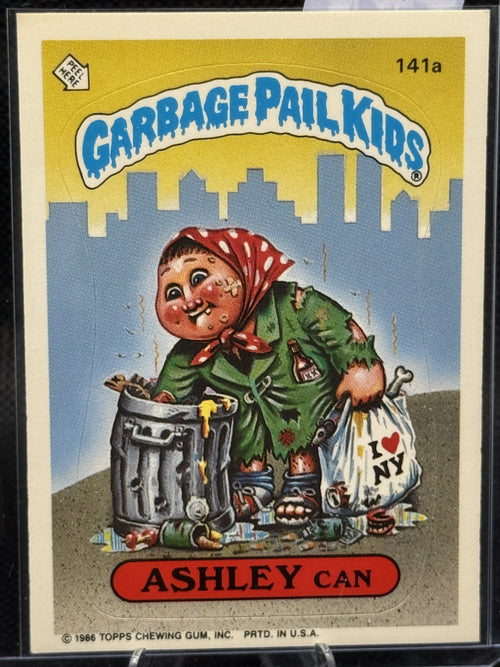 PEEL
HERE
141a
GARBAGE PAIL KIDS®
I ❤
NY
ASHLEY CAN
© 1986 TOPPS CHEWING GUM, INC. PRTD. IN U.S.A.